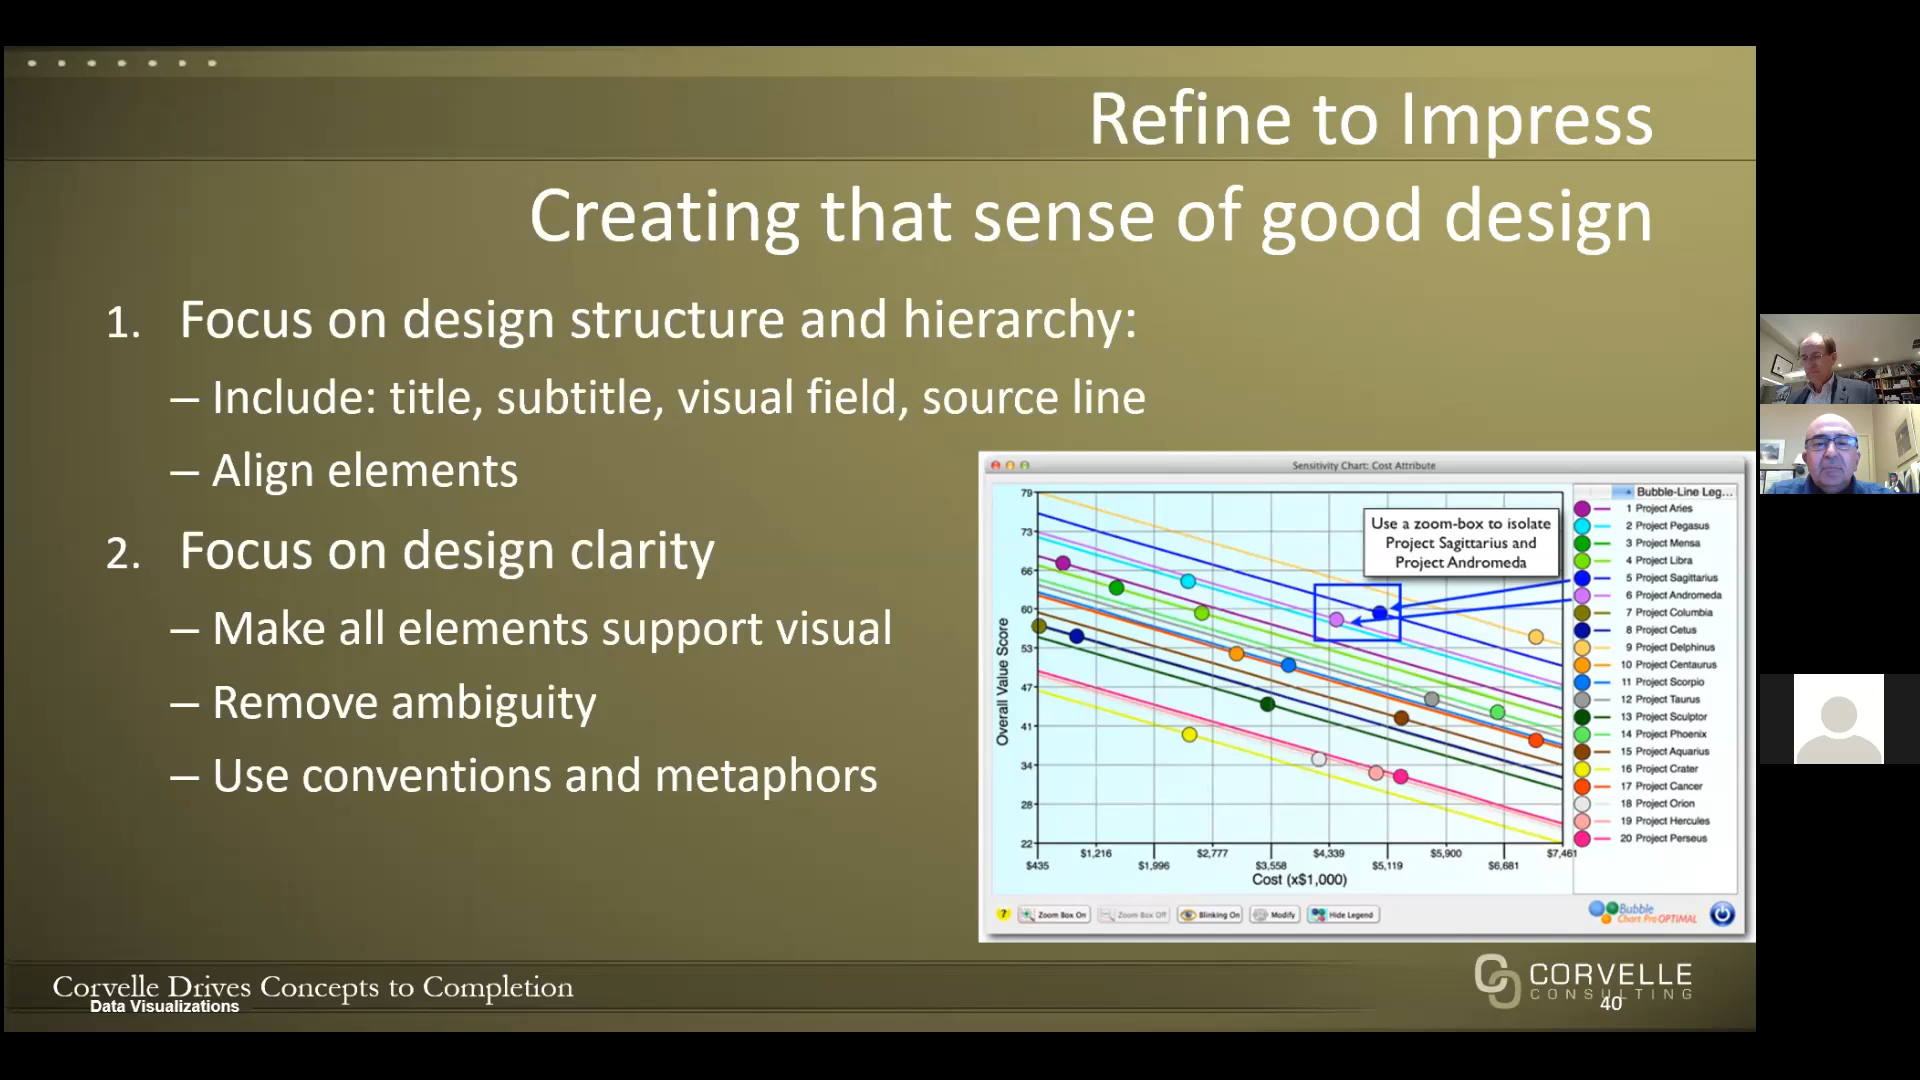 Refine to Impress
Creating that sense of good design
1. Focus on design structure and hierarchy:
– Include: title, subtitle, visual field, source line
– Align elements
2. Focus on design clarity
– Make all elements support visual
– Remove ambiguity
– Use conventions and metaphors
Sensitivity Chart: Cost Attribute
Use a zoom-box to isolate
Project Sagittarius and
Project Andromeda
Overall Value Score
79
73
66
60
53
47
41
34
28
22
$435
$1,216
$1,996
$2,777
$3,558
$4,339
$5,119
$5,900
$6,681
$7,461
Cost (x$1,000)
Bubble-Line Leg...
1 Project Aries
2 Project Pegasus
3 Project Mensa
4 Project Libra
5 Project Sagittarius
6 Project Andromeda
7 Project Columbia
8 Project Cetus
9 Project Delphinus
10 Project Centaurus
11 Project Scorpio
12 Project Taurus
13 Project Sculptor
14 Project Phoenix
15 Project Aquarius
16 Project Crater
17 Project Cancer
18 Project Orion
19 Project Hercules
20 Project Perseus
? Zoom Box On Zoom Box Off Blinking On Modify Hide Legend
Bubble
Chart Pro OPTIMAL
Corvelle Drives Concepts to Completion
Data Visualizations
CORVELLE
CONSULTING
40